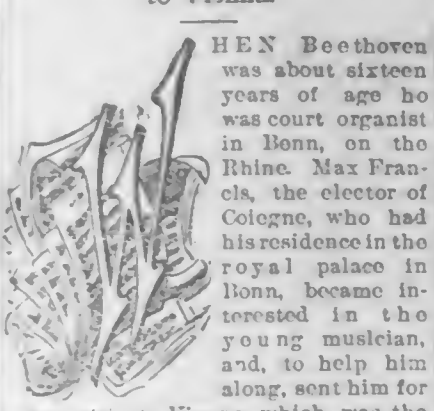 HEN Beethoven
was about sixteen
years of age he
was court organist
in Bonn, on the
Rhine. Max Fran-
cis, the elector of
Cologne, who had
his residence in the
royal palace in
Bonn, became in-
terested in the
young musician,
and, to help him
along, sent him for